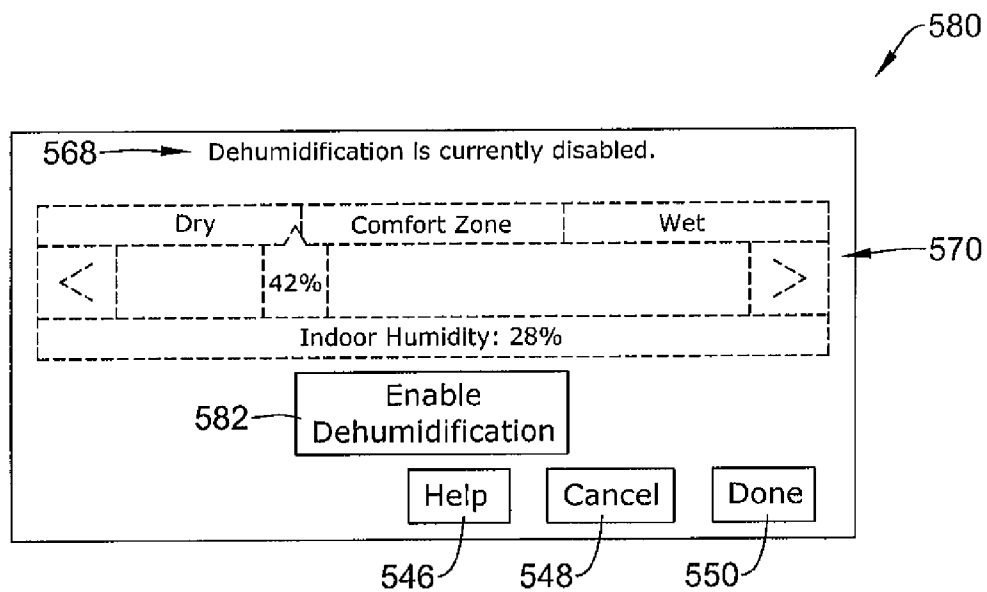 580
568 Dehumidification is currently disabled.
Dry Comfort Zone Wet
570
< 42% >
Indoor Humidity: 28%
582
Enable
Dehumidification
Help Cancel Done
546 548 550